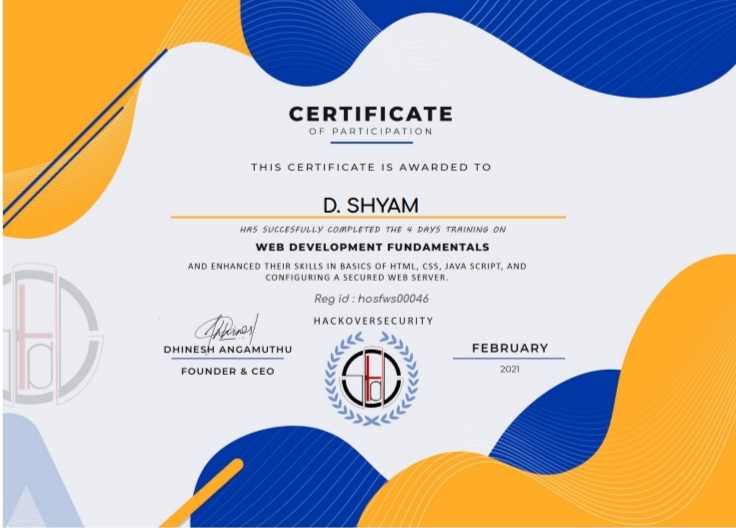 CERTIFICATE
OF PARTICIPATION
THIS CERTIFICATE IS AWARDED TO
D. SHYAM
HAS SUCCESFULLY COMPLETED THE 4 DAYS TRAINING ON
WEB DEVELOPMENT FUNDAMENTALS
AND ENHANCED THEIR SKILLS IN BASICS OF HTML, CSS, JAVA SCRIPT, AND
CONFIGURING A SECURED WEB SERVER.
Reg id : hosfws00046
HACKOVERSECURITY
DHINESH ANGAMUTHU
FOUNDER & CEO
FEBRUARY
2021